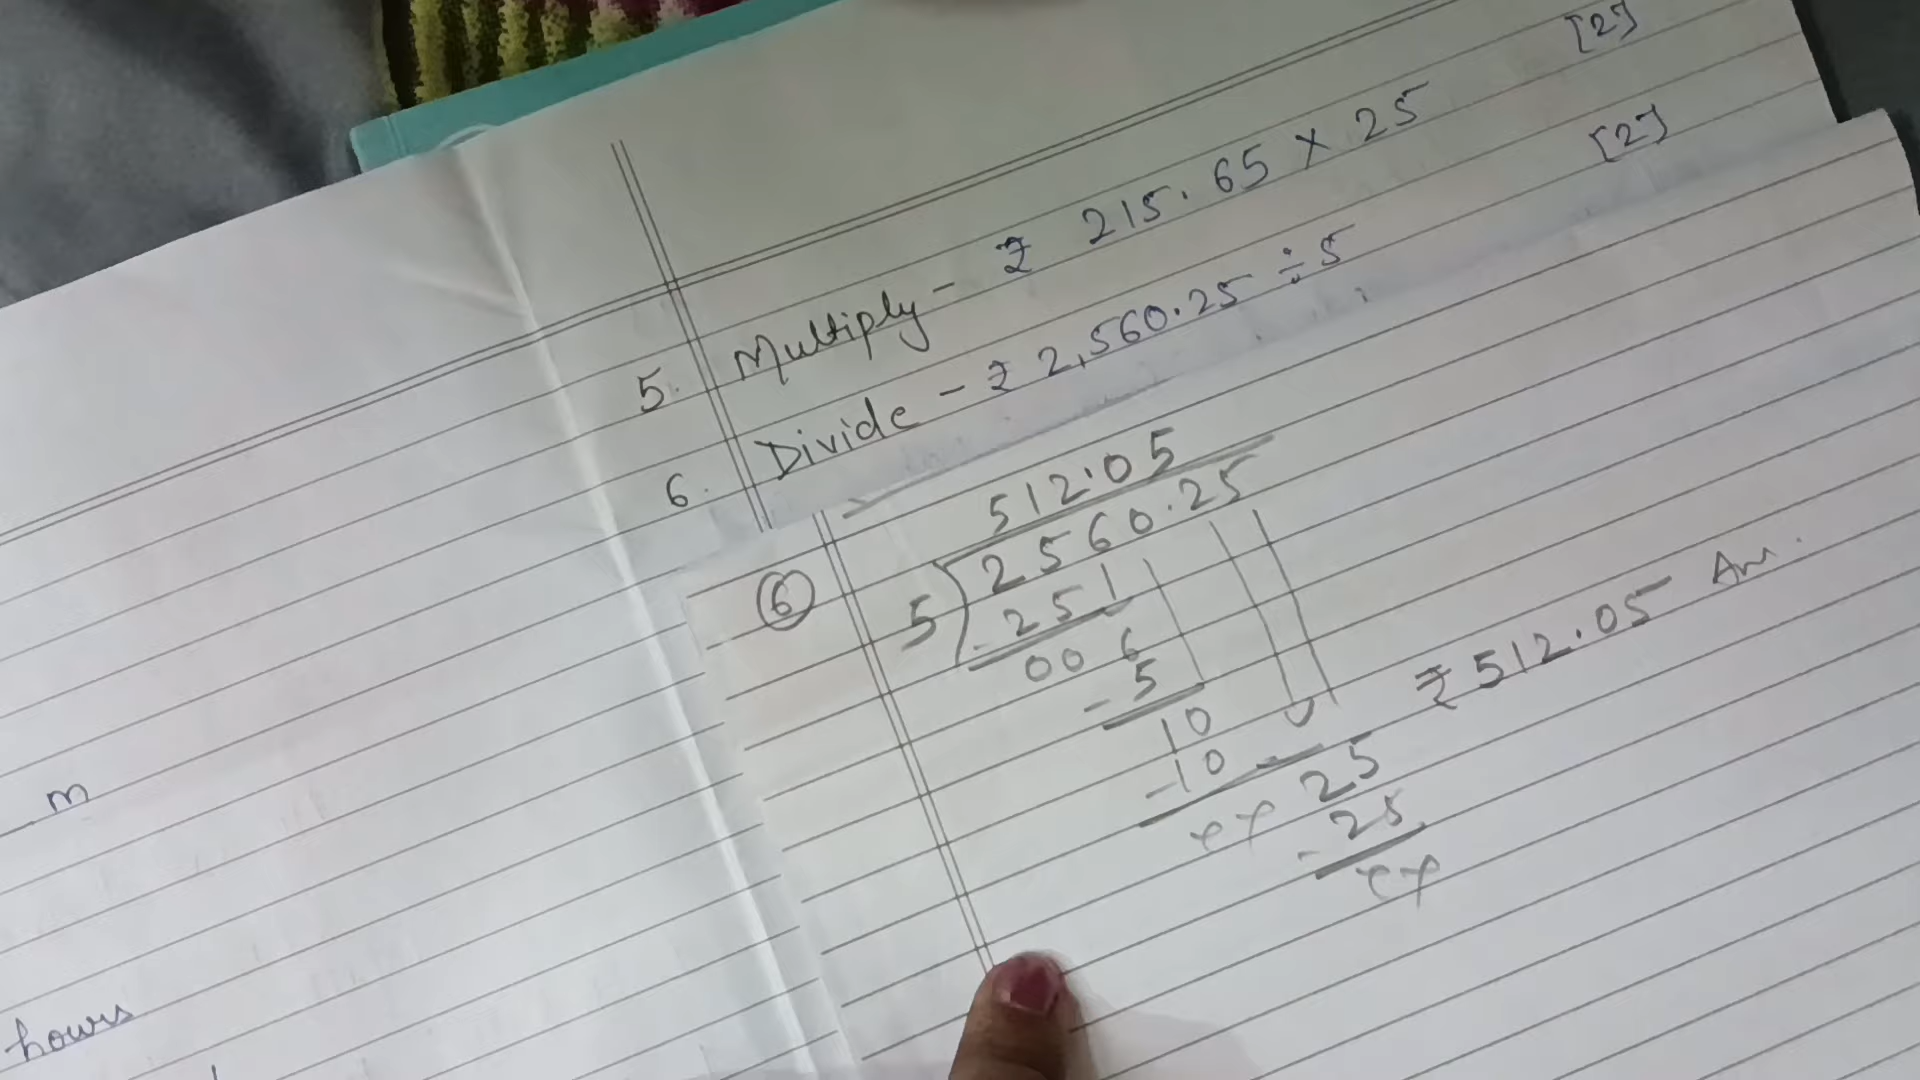 [2]
5. Multiply - ₹ 215.65 × 25
[2]
6. Divide - ₹ 2,560.25 ÷ 5
512.05
6 5 2560.25
- 25
006
- 5
10
- 10
×× 25
₹ 512.05 Ans.
- 25
××
m
hours